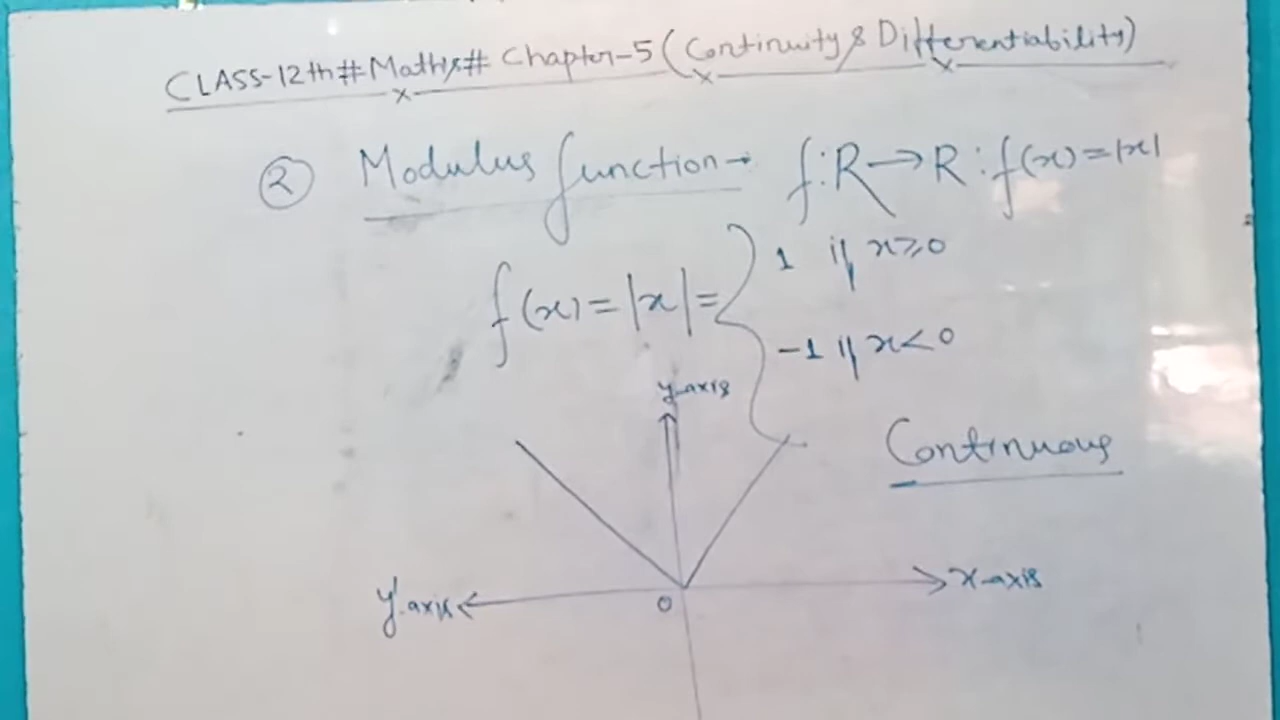 CLASS-12th#Maths# Chapter-5 (Continuity & Differentiability)
② Modulus function→ f:R→R:f(x)=|x|
f(x)=|x|={ 1 if x≥0
-1 if x<0
y-axis
Continuous
y'-axis x-axis
O